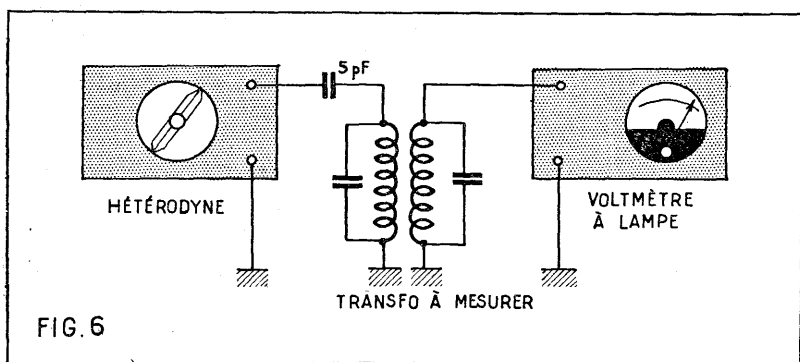 5 pF
HÉTÉRODYNE
VOLTMÈTRE
À LAMPE
TRANSFO À MESURER
FIG. 6